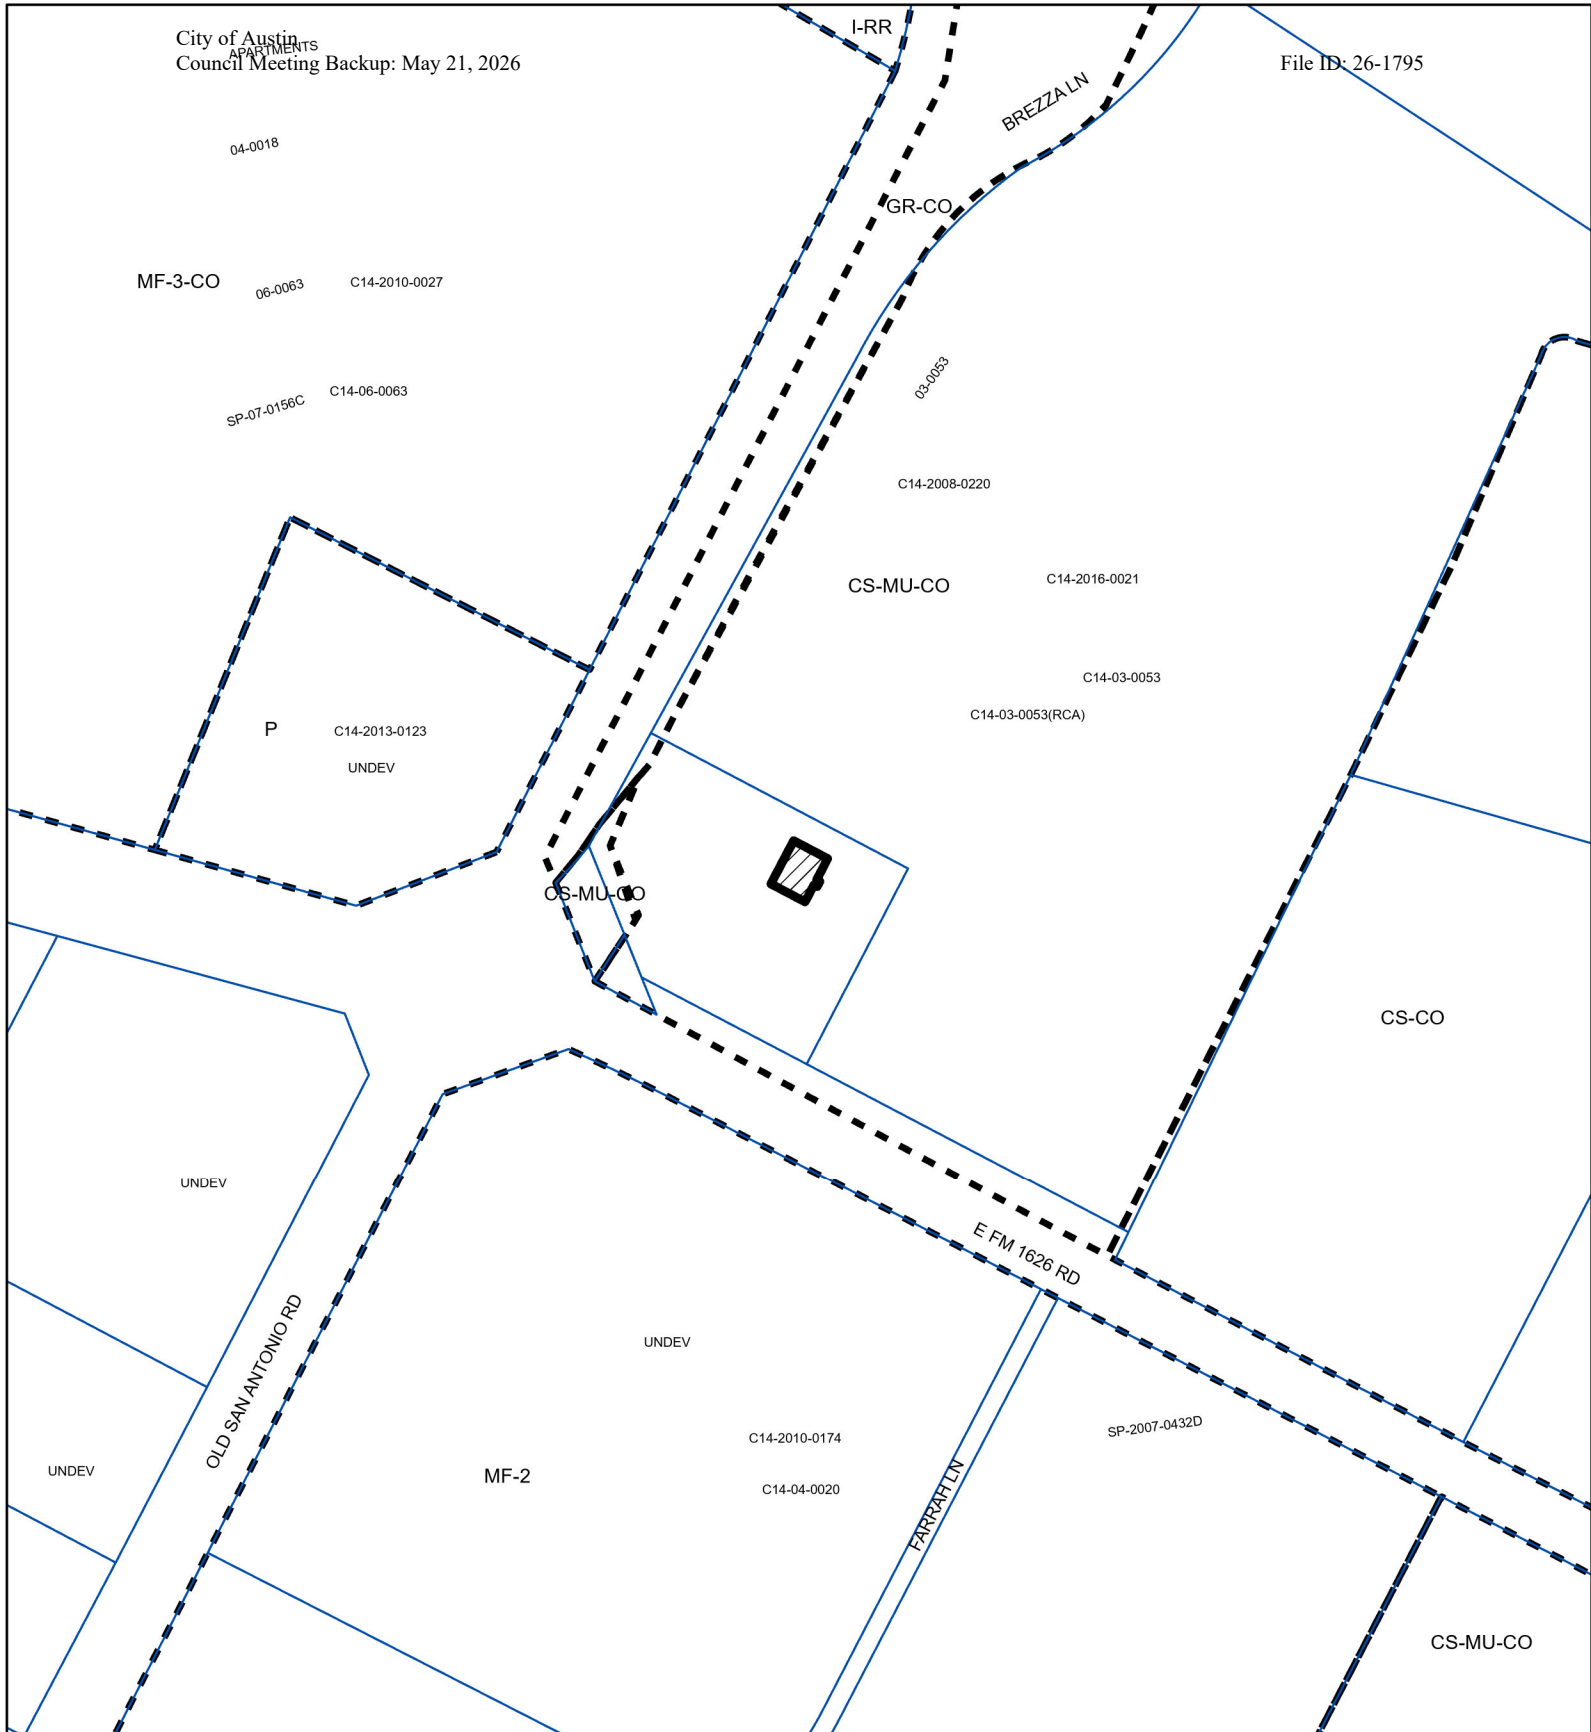 City of Austin
APARTMENTS
Council Meeting Backup: May 21, 2026
File ID: 26-1795
I-RR
BREZZA LN
04-0018
GR-CO
MF-3-CO
06-0063
C14-2010-0027
03-0053
SP-07-0156C
C14-06-0063
C14-2008-0220
CS-MU-CO
C14-2016-0021
C14-03-0053
C14-03-0053(RCA)
P
C14-2013-0123
UNDEV
CS-MU-CO
CS-CO
UNDEV
E FM 1626 RD
OLD SAN ANTONIO RD
UNDEV
SP-2007-0432D
C14-2010-0174
UNDEV
MF-2
C14-04-0020
FARRAH LN
CS-MU-CO